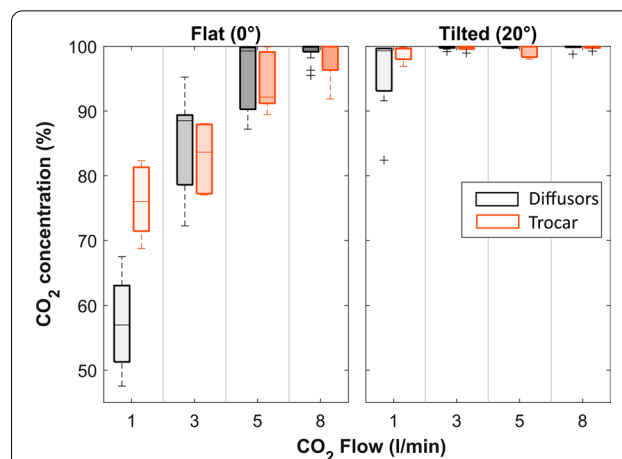 Flat (0°)
Tilted (20°)
CO₂ concentration (%)
100
90
80
70
60
50
Diffusors
Trocar
1 3 5 8
1 3 5 8
CO₂ Flow (l/min)